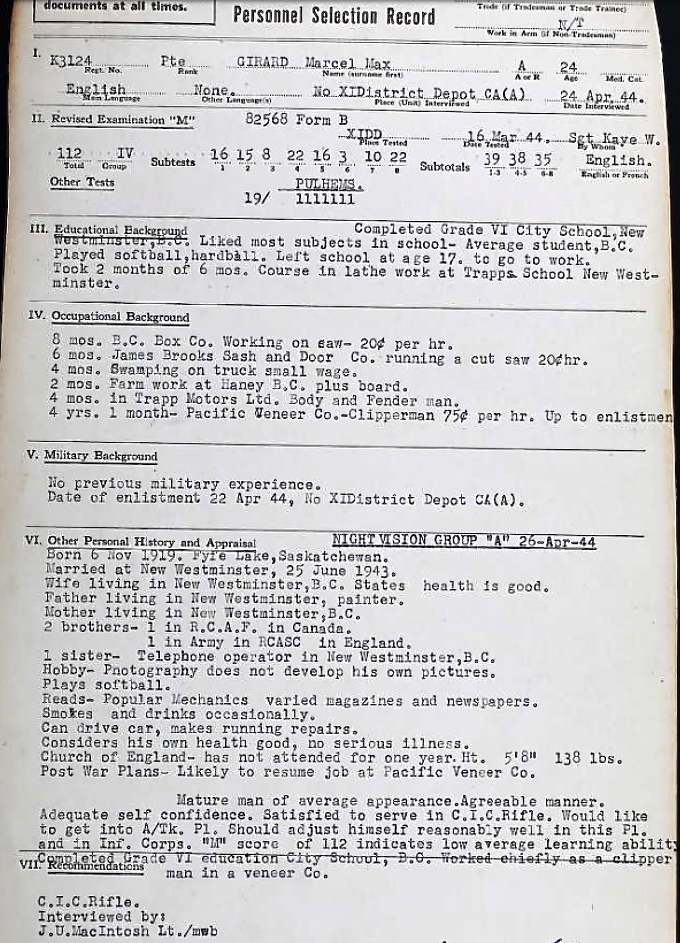 documents at all times.
Personnel Selection Record
Trade (if Tradesman or Trade Trainee)
N/T
Work in Arm (if Non-Tradesman)
I.
K3124 Pte GIRARD Marcel Max A 24
Regt. No. Rank Name (surname first) A or R Age Med. Cat.
English None. No XIDistrict Depot CA(A) 24 Apr 44.
Main Language Other Language(s) Place (Unit) Interviewed Date Interviewed
II. Revised Examination "M" 82568 Form B
XIDD 16 Mar 44. Sgt Kaye W.
Place Tested Date Tested By Whom
112 IV Subtests 16 15 8 22 16 3 10 22 Subtotals 39 38 35 English.
Total Group 1 2 3 4 5 6 7 8 1-3 4-5 6-8 English or French
Other Tests PULHEMS.
19/ 1111111
III. Educational Background Completed Grade VI City School,New
Westminster,B.C. Liked most subjects in school- Average student,B.C.
Played softball,hardball. Left school at age 17. to go to work.
Took 2 months of 6 mos. Course in lathe work at Trapps School New West-
minster.
IV. Occupational Background
8 mos. B.C. Box Co. Working on saw- 20¢ per hr.
6 mos. James Brooks Sash and Door Co. running a cut saw 20¢hr.
4 mos. Swamping on truck small wage.
2 mos. Farm work at Haney B.C. plus board.
4 mos. in Trapp Motors Ltd. Body and Fender man.
4 yrs. 1 month- Pacific Veneer Co.-Clipperman 75¢ per hr. Up to enlistmen
V. Military Background
No previous military experience.
Date of enlistment 22 Apr 44, No XIDistrict Depot CA(A).
VI. Other Personal History and Appraisal NIGHT VISION GROUP "A" 26-Apr-44
Born 6 Nov 1919. Fyfe Lake,Saskatchewan.
Married at New Westminster, 25 June 1943.
Wife living in New Westminster,B.C. States health is good.
Father living in New Westminster, painter.
Mother living in New Westminster,B.C.
2 brothers- 1 in R.C.A.F. in Canada.
1 in Army in RCASC in England.
1 sister- Telephone operator in New Westminster,B.C.
Hobby- Photography does not develop his own pictures.
Plays softball.
Reads- Popular Mechanics varied magazines and newspapers.
Smokes and drinks occasionally.
Can drive car, makes running repairs.
Considers his own health good, no serious illness.
Church of England- has not attended for one year. Ht. 5'8" 138 lbs.
Post War Plans- Likely to resume job at Pacific Veneer Co.
Mature man of average appearance.Agreeable manner.
Adequate self confidence. Satisfied to serve in C.I.C.Rifle. Would like
to get into A/Tk. Pl. Should adjust himself reasonably well in this Pl.
and in Inf. Corps. "M" score of 112 indicates low average learning ability
Completed Grade VI education City School, B.C. Worked chiefly as a clipper
VII. Recommendations
man in a veneer Co.
C.I.C.Rifle.
Interviewed by:
J.U.MacIntosh Lt./mwb